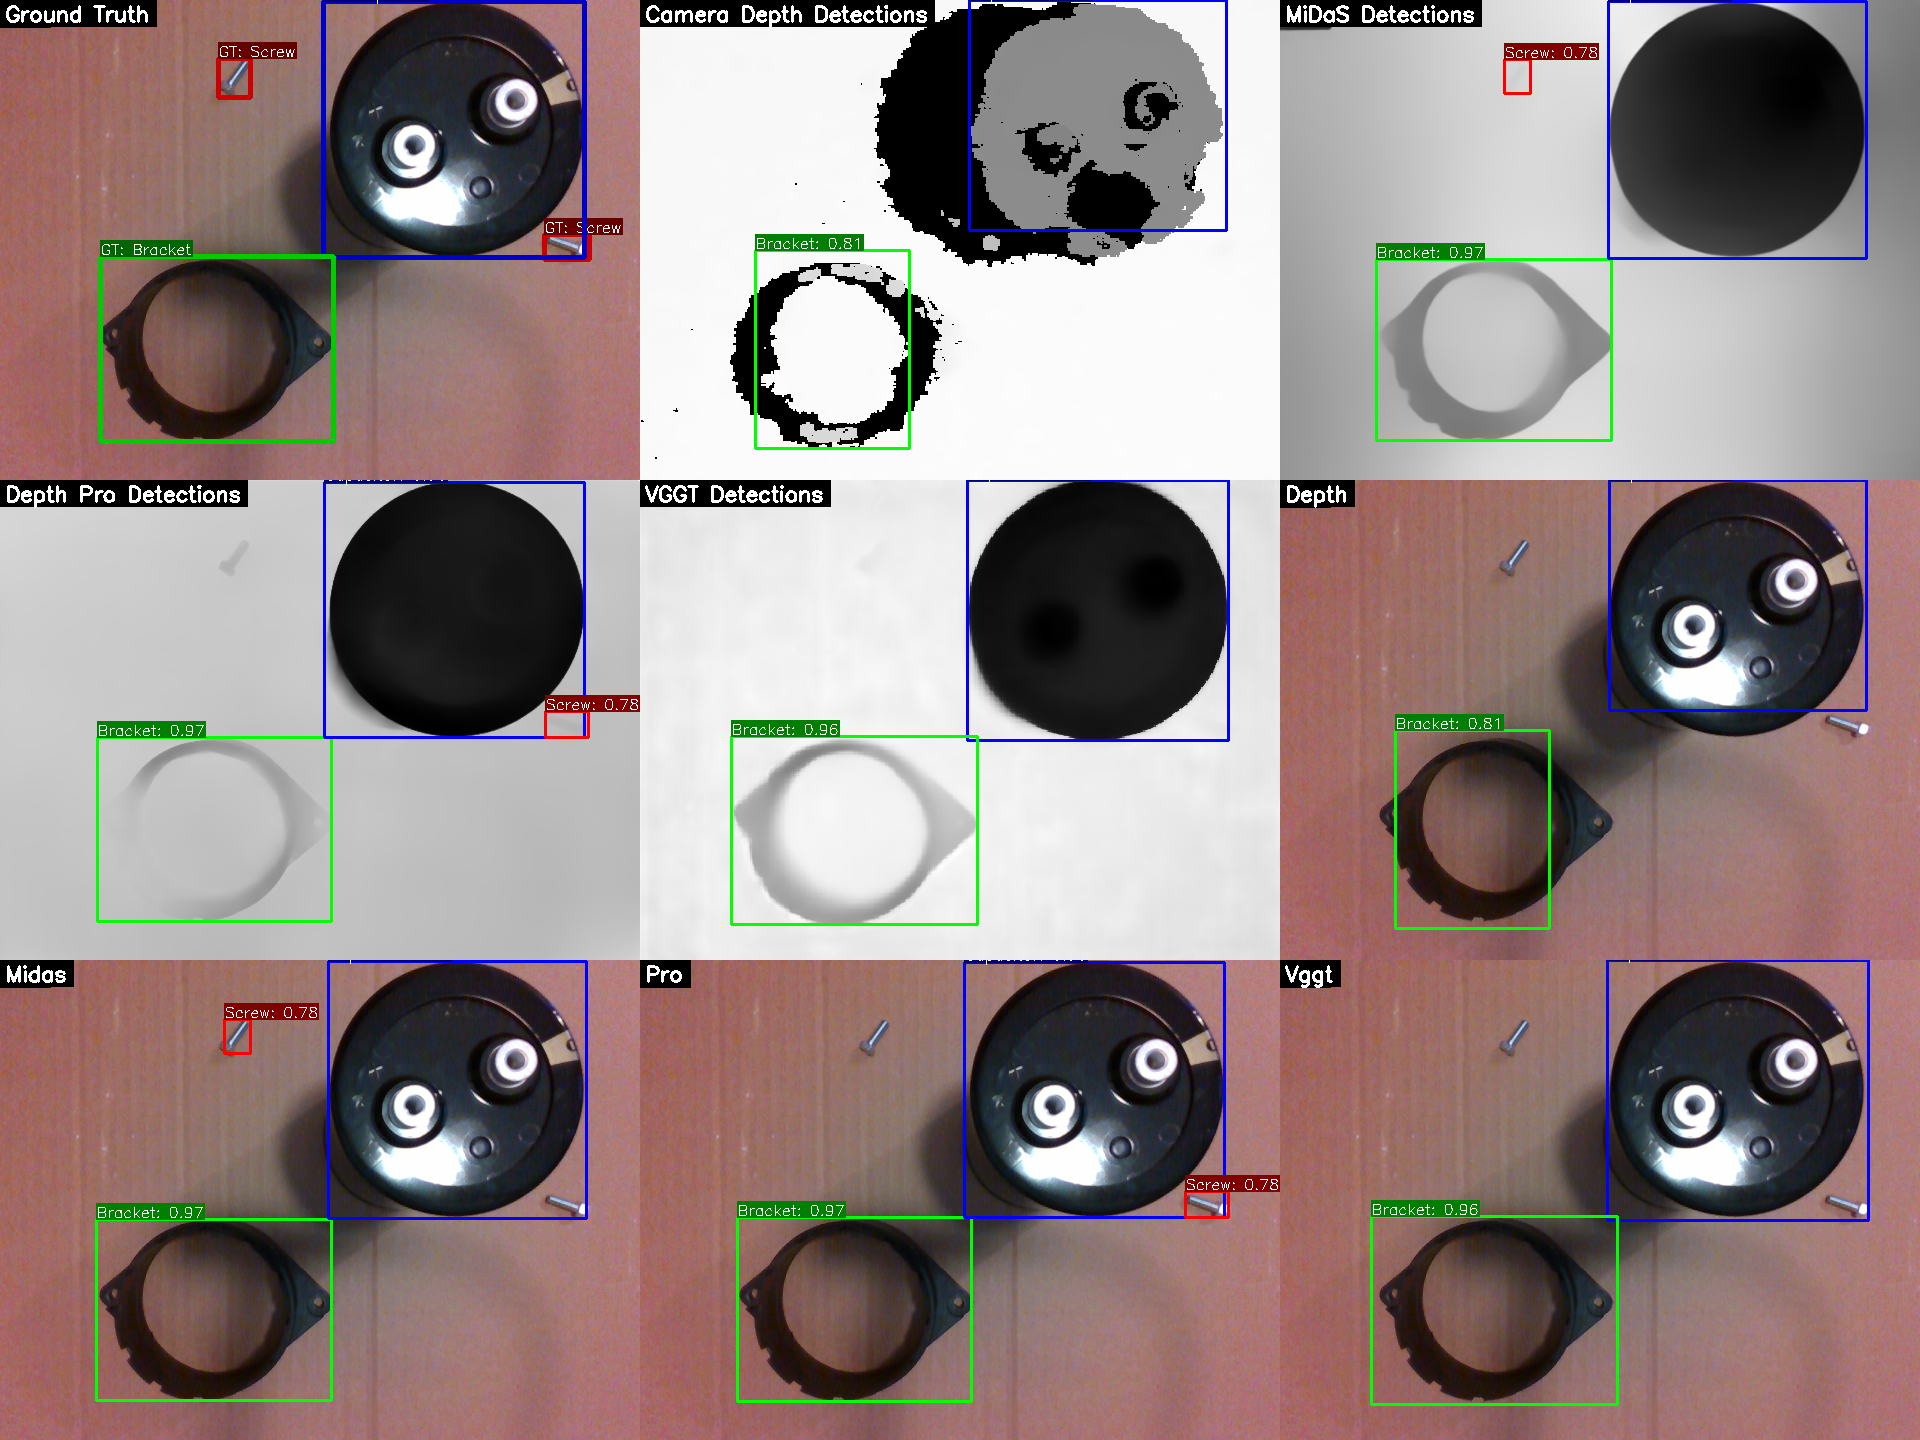 Ground Truth
GT: Screw
GT: Screw
GT: Bracket
Camera Depth Detections
Bracket: 0.81
MiDaS Detections
Screw: 0.78
Bracket: 0.97
Depth Pro Detections
Screw: 0.78
Bracket: 0.97
VGGT Detections
Bracket: 0.96
Depth
Bracket: 0.81
Midas
Screw: 0.78
Bracket: 0.97
Pro
Screw: 0.78
Bracket: 0.97
Vggt
Bracket: 0.96